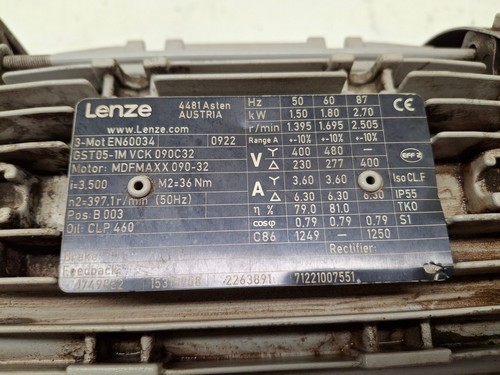 Lenze
4481 Asten
AUSTRIA
www.Lenze.com
3-MotEN60034 0922
GST05-1M VCK 090C32
Motor: MDFMAXX 090-32
i=3,500 M2=36 Nm
n2=397.1r/min (50Hz)
Pos: B 003
Oil: CLP 460
Feedback
2263891 71221007551
Hz 50 60 87
kW 1.50 1.80 2.70
r/min 1.395 1.695 2.505
Range A +-10% +-10% +-10%
V Y 400 480 -
△ 230 277 400
A Y 3.60 3.60
△ 6.30 6.30 6.30
η % 79.0 81.0
cosφ 0.79 0.79 0.79
C86 1249 - 1250
Rectifier:
CE
EFF 2
Iso CL.F
IP55
TKO
S1